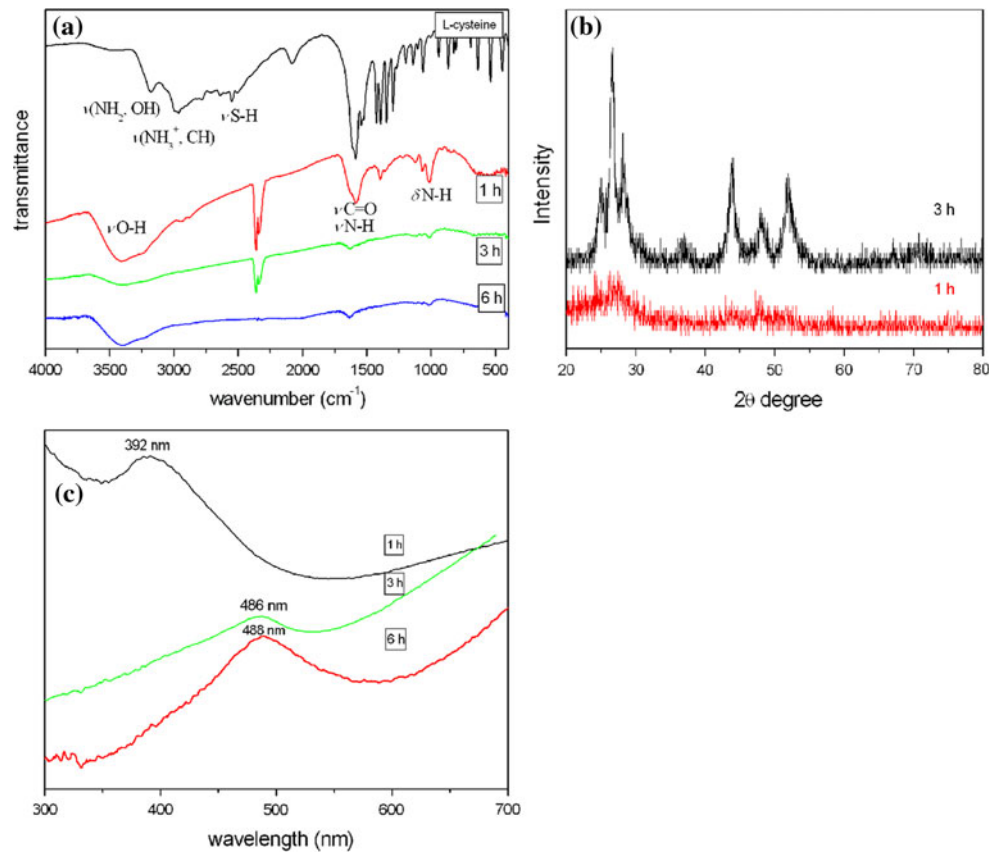 (a)
L-cysteine
ν(NH₂, OH)
ν(NH₃⁺, CH)
νS-H
1 h
νO-H
νC=O
νN-H
δN-H
3 h
6 h
transmittance
4000 3500 3000 2500 2000 1500 1000 500
wavenumber (cm⁻¹)
(b)
3 h
1 h
Intensity
20 30 40 50 60 70 80
2θ degree
(c)
392 nm
1 h
3 h
486 nm
488 nm
6 h
300 400 500 600 700
wavelength (nm)